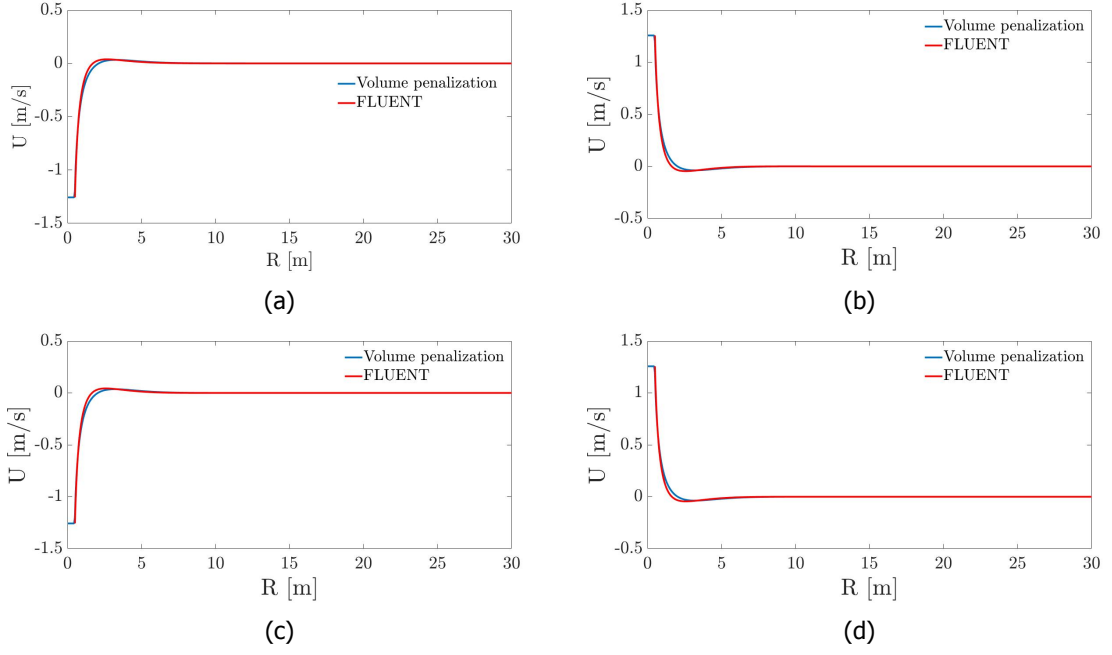 0.5
0
-0.5
-1
-1.5
U [m/s]
0 5 10 15 20 25 30
R [m]
Volume penalization
FLUENT
(a)
1.5
1
0.5
0
-0.5
U [m/s]
0 5 10 15 20 25 30
R [m]
Volume penalization
FLUENT
(b)
0.5
0
-0.5
-1
-1.5
U [m/s]
0 5 10 15 20 25 30
R [m]
Volume penalization
FLUENT
(c)
1.5
1
0.5
0
-0.5
U [m/s]
0 5 10 15 20 25 30
R [m]
Volume penalization
FLUENT
(d)